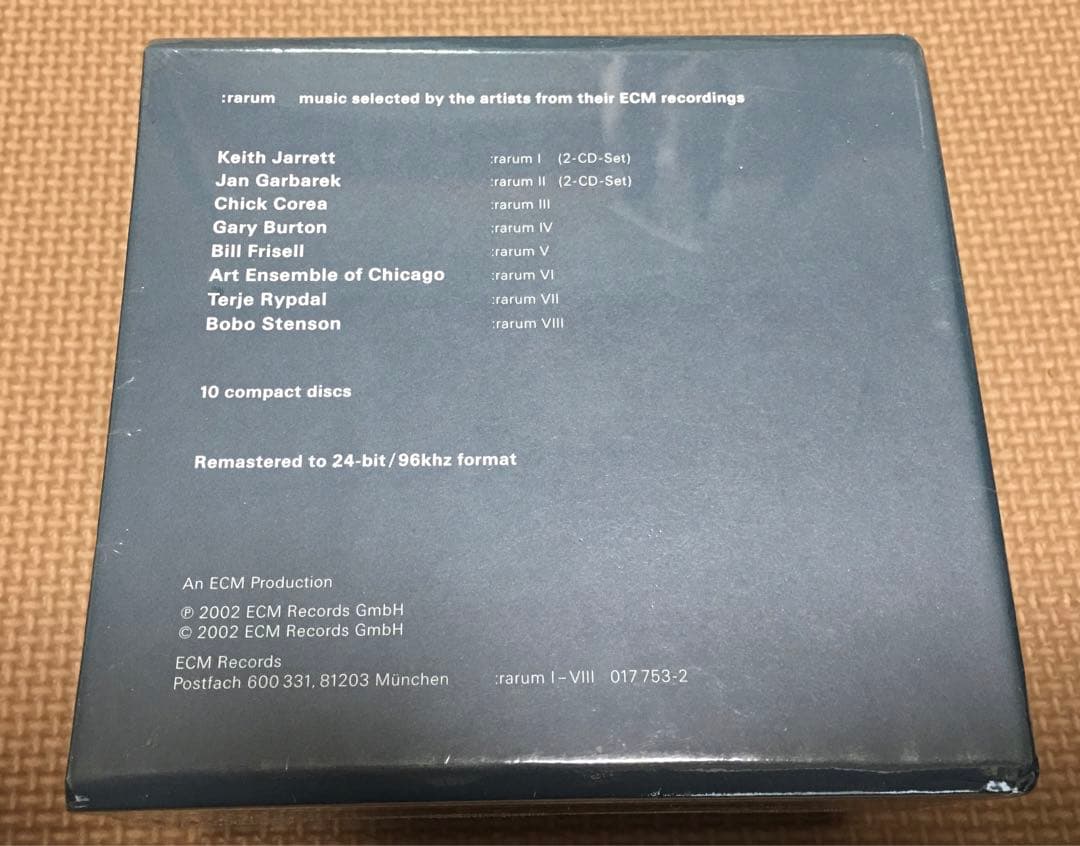 :rarum music selected by the artists from their ECM recordings
Keith Jarrett :rarum I (2-CD-Set)
Jan Garbarek :rarum II (2-CD-Set)
Chick Corea :rarum III
Gary Burton :rarum IV
Bill Frisell :rarum V
Art Ensemble of Chicago :rarum VI
Terje Rypdal :rarum VII
Bobo Stenson :rarum VIII
10 compact discs
Remastered to 24-bit/96khz format
An ECM Production
℗ 2002 ECM Records GmbH
© 2002 ECM Records GmbH
ECM Records
Postfach 600 331, 81203 München :rarum I–VIII 017 753-2